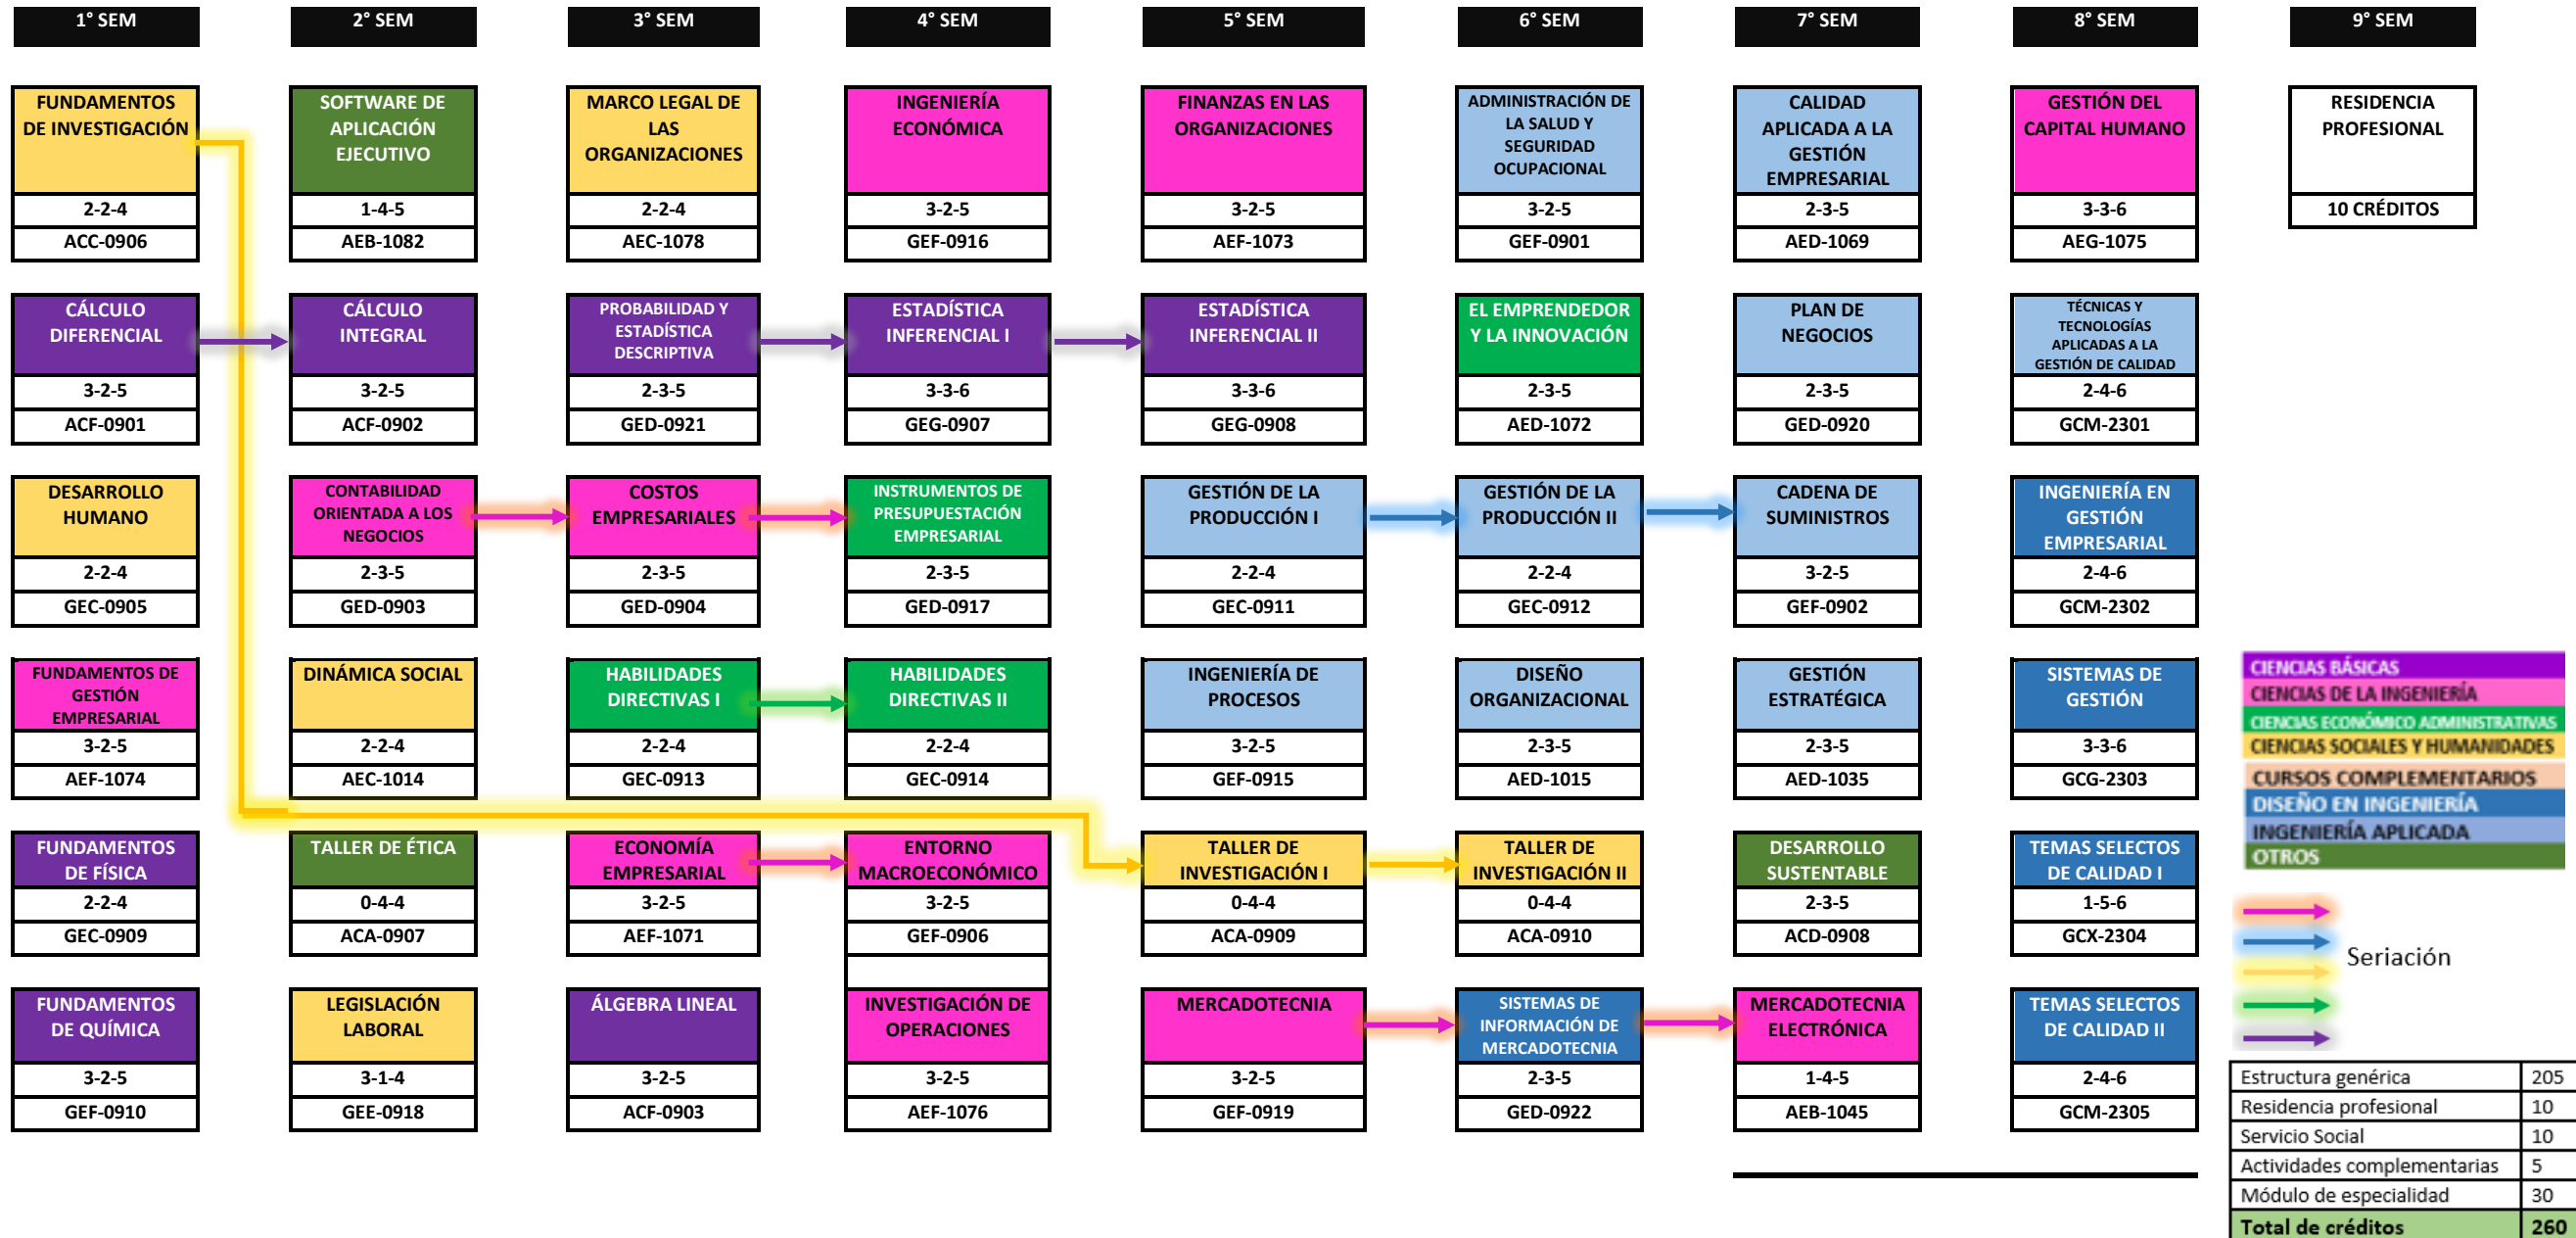 1° SEM
2° SEM
3° SEM
4° SEM
5° SEM
6° SEM
7° SEM
8° SEM
9° SEM
FUNDAMENTOS
DE INVESTIGACIÓN
2-2-4
ACC-0906
SOFTWARE DE
APLICACIÓN
EJECUTIVO
1-4-5
AEB-1082
MARCO LEGAL DE
LAS
ORGANIZACIONES
2-2-4
AEC-1078
INGENIERÍA
ECONÓMICA
3-2-5
GEF-0916
FINANZAS EN LAS
ORGANIZACIONES
3-2-5
AEF-1073
ADMINISTRACIÓN DE
LA SALUD Y
SEGURIDAD
OCUPACIONAL
3-2-5
GEF-0901
CALIDAD
APLICADA A LA
GESTIÓN
EMPRESARIAL
2-3-5
AED-1069
GESTIÓN DEL
CAPITAL HUMANO
3-3-6
AEG-1075
RESIDENCIA
PROFESIONAL
10 CRÉDITOS
CÁLCULO
DIFERENCIAL
3-2-5
ACF-0901
CÁLCULO
INTEGRAL
3-2-5
ACF-0902
PROBABILIDAD Y
ESTADÍSTICA
DESCRIPTIVA
2-3-5
GED-0921
ESTADÍSTICA
INFERENCIAL I
3-3-6
GEG-0907
ESTADÍSTICA
INFERENCIAL II
3-3-6
GEG-0908
EL EMPRENDEDOR
Y LA INNOVACIÓN
2-3-5
AED-1072
PLAN DE
NEGOCIOS
2-3-5
GED-0920
TÉCNICAS Y
TECNOLOGÍAS
APLICADAS A LA
GESTIÓN DE CALIDAD
2-4-6
GCM-2301
DESARROLLO
HUMANO
2-2-4
GEC-0905
CONTABILIDAD
ORIENTADA A LOS
NEGOCIOS
2-3-5
GED-0903
COSTOS
EMPRESARIALES
2-3-5
GED-0904
INSTRUMENTOS DE
PRESUPUESTACIÓN
EMPRESARIAL
2-3-5
GED-0917
GESTIÓN DE LA
PRODUCCIÓN I
2-2-4
GEC-0911
GESTIÓN DE LA
PRODUCCIÓN II
2-2-4
GEC-0912
CADENA DE
SUMINISTROS
3-2-5
GEF-0902
INGENIERÍA EN
GESTIÓN
EMPRESARIAL
2-4-6
GCM-2302
FUNDAMENTOS DE
GESTIÓN
EMPRESARIAL
3-2-5
AEF-1074
DINÁMICA SOCIAL
2-2-4
AEC-1014
HABILIDADES
DIRECTIVAS I
2-2-4
GEC-0913
HABILIDADES
DIRECTIVAS II
2-2-4
GEC-0914
INGENIERÍA DE
PROCESOS
3-2-5
GEF-0915
DISEÑO
ORGANIZACIONAL
2-3-5
AED-1015
GESTIÓN
ESTRATÉGICA
2-3-5
AED-1035
SISTEMAS DE
GESTIÓN
3-3-6
GCG-2303
FUNDAMENTOS
DE FÍSICA
2-2-4
GEC-0909
TALLER DE ÉTICA
0-4-4
ACA-0907
ECONOMÍA
EMPRESARIAL
3-2-5
AEF-1071
ENTORNO
MACROECONÓMICO
3-2-5
GEF-0906
TALLER DE
INVESTIGACIÓN I
0-4-4
ACA-0909
TALLER DE
INVESTIGACIÓN II
0-4-4
ACA-0910
DESARROLLO
SUSTENTABLE
2-3-5
ACD-0908
TEMAS SELECTOS
DE CALIDAD I
1-5-6
GCX-2304
FUNDAMENTOS
DE QUÍMICA
3-2-5
GEF-0910
LEGISLACIÓN
LABORAL
3-1-4
GEE-0918
ÁLGEBRA LINEAL
3-2-5
ACF-0903
INVESTIGACIÓN DE
OPERACIONES
3-2-5
AEF-1076
MERCADOTECNIA
3-2-5
GEF-0919
SISTEMAS DE
INFORMACIÓN DE
MERCADOTECNIA
2-3-5
GED-0922
MERCADOTECNIA
ELECTRÓNICA
1-4-5
AEB-1045
TEMAS SELECTOS
DE CALIDAD II
2-4-6
GCM-2305
CIENCIAS BÁSICAS
CIENCIAS DE LA INGENIERÍA
CIENCIAS ECONÓMICO ADMINISTRATIVAS
CIENCIAS SOCIALES Y HUMANIDADES
CURSOS COMPLEMENTARIOS
DISEÑO EN INGENIERÍA
INGENIERÍA APLICADA
OTROS
Seriación
Estructura genérica 205
Residencia profesional 10
Servicio Social 10
Actividades complementarias 5
Módulo de especialidad 30
Total de créditos 260